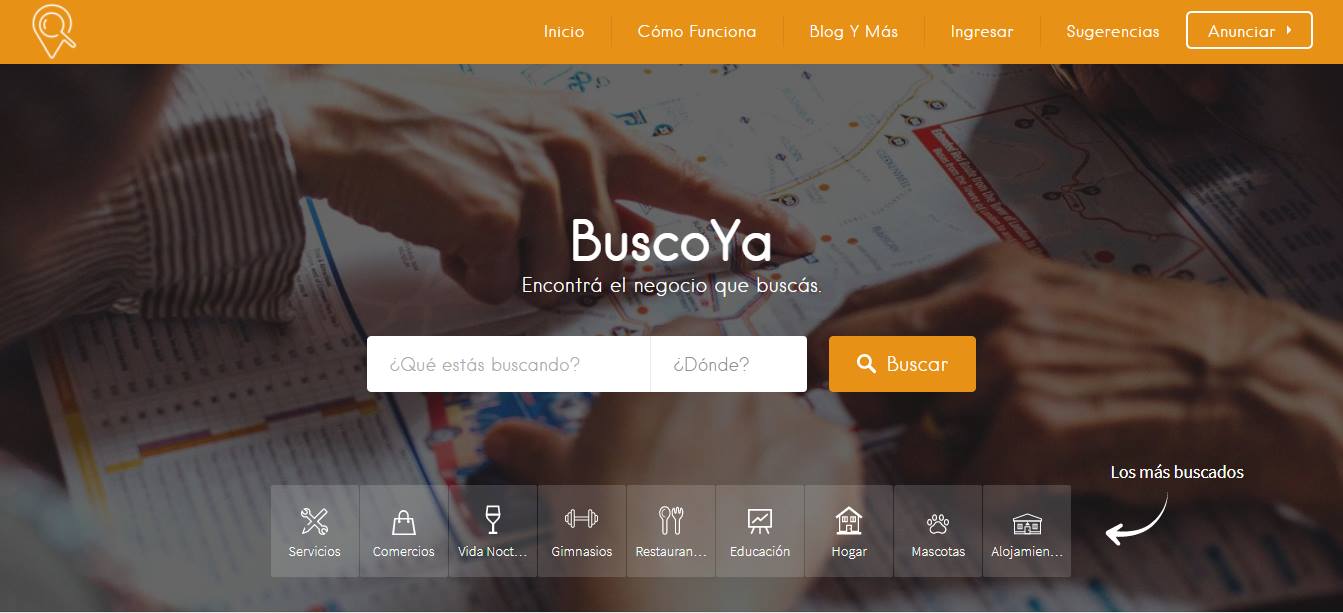 Inicio
Cómo Funciona
Blog Y Más
Ingresar
Sugerencias
Anunciar
BuscoYa
Encontrá el negocio que buscás.
¿Qué estás buscando?
¿Dónde?
Buscar
Los más buscados
Servicios
Comercios
Vida Noct...
Gimnasios
Restauran...
Educación
Hogar
Mascotas
Alojamien...